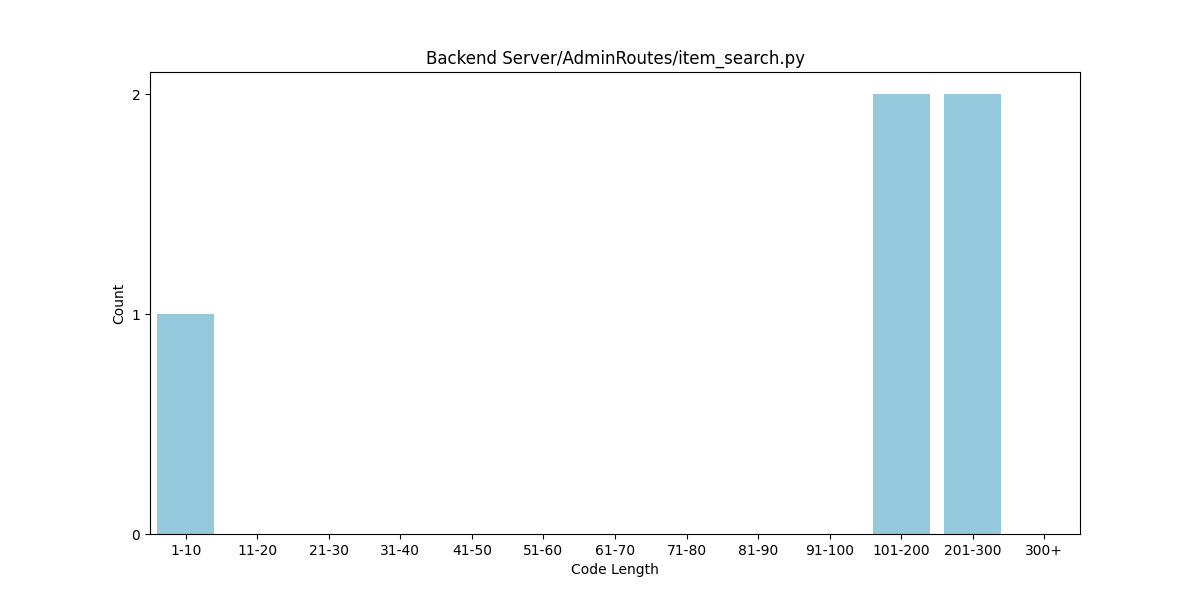 Backend Server/AdminRoutes/item_search.py
2
1
0
Count
1-10 11-20 21-30 31-40 41-50 51-60 61-70 71-80 81-90 91-100 101-200 201-300 300+
Code Length